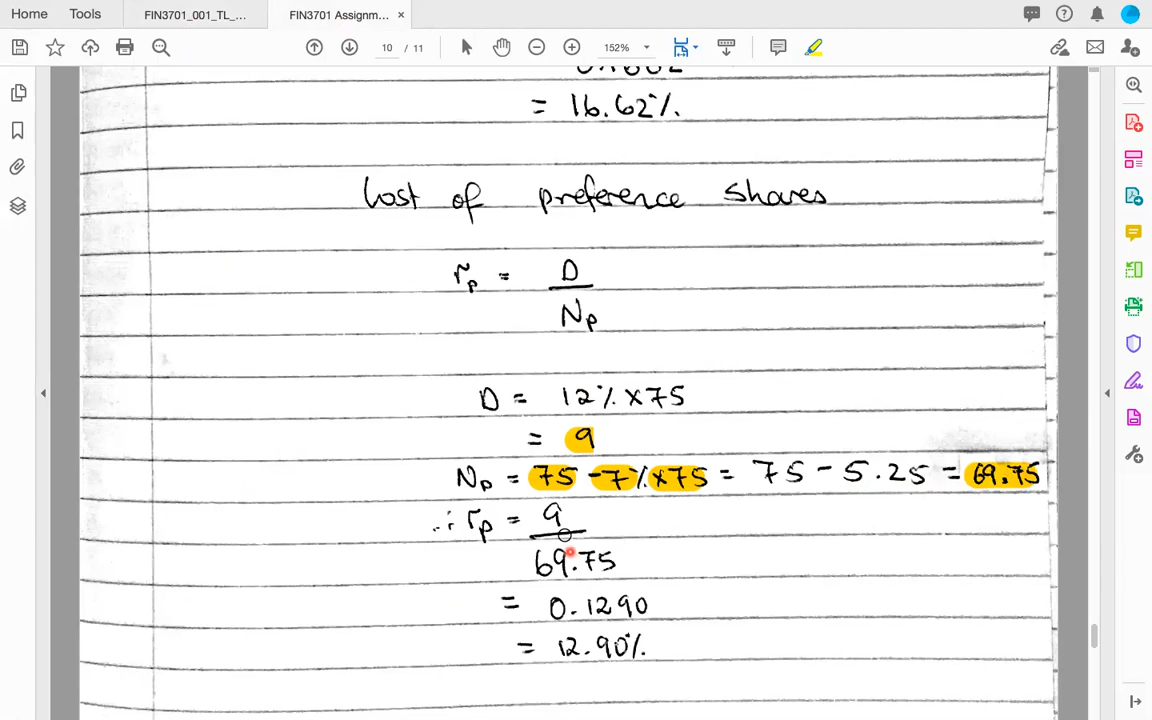 Home Tools FIN3701_001_TL_... FIN3701 Assignm... ×
10 / 11 152%
= 16.62%.
Cost of preference shares
rp = D
Np
D = 12% x 75
= 9
Np = 75 - 7% x 75 = 75 - 5.25 = 69.75
∴ rp = 9
69.75
= 0.1290
= 12.90%.